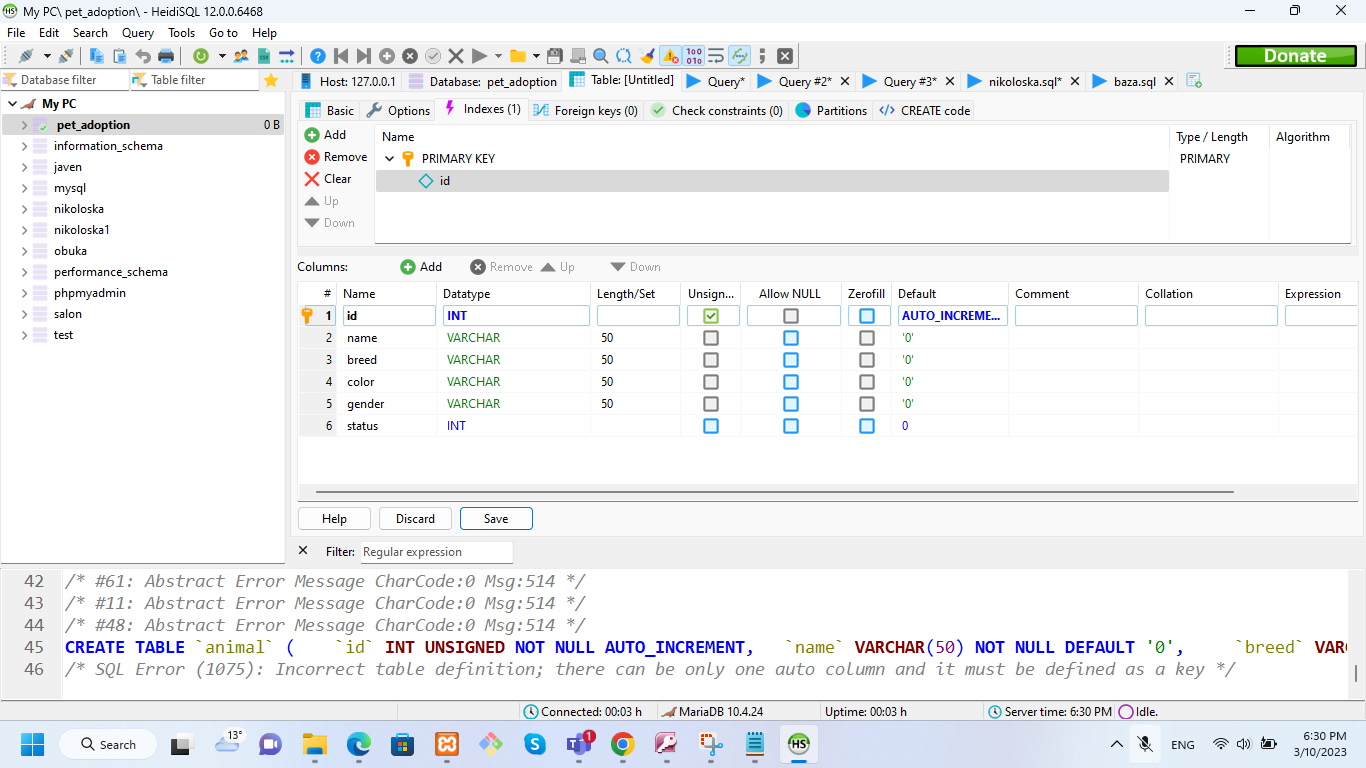 My PC\ pet_adoption\ - HeidiSQL 12.0.0.6468
File Edit Search Query Tools Go to Help
Donate
Database filter Table filter
Host: 127.0.0.1 Database: pet_adoption Table: [Untitled] Query* Query #2* Query #3* nikoloska.sql* baza.sql
My PC
pet_adoption 0 B
information_schema
javen
mysql
nikoloska
nikoloska1
obuka
performance_schema
phpmyadmin
salon
test
Basic Options Indexes (1) Foreign keys (0) Check constraints (0) Partitions CREATE code
Add
Remove
Clear
Up
Down
Name Type / Length Algorithm
PRIMARY KEY PRIMARY
id
Columns: Add Remove Up Down
# Name Datatype Length/Set Unsign... Allow NULL Zerofill Default Comment Collation Expression
1 id INT AUTO_INCREME...
2 name VARCHAR 50 '0'
3 breed VARCHAR 50 '0'
4 color VARCHAR 50 '0'
5 gender VARCHAR 50 '0'
6 status INT 0
Help Discard Save
Filter: Regular expression
42 /* #61: Abstract Error Message CharCode:0 Msg:514 */
43 /* #11: Abstract Error Message CharCode:0 Msg:514 */
44 /* #48: Abstract Error Message CharCode:0 Msg:514 */
45 CREATE TABLE `animal` ( `id` INT UNSIGNED NOT NULL AUTO_INCREMENT, `name` VARCHAR(50) NOT NULL DEFAULT '0', `breed` VARC
46 /* SQL Error (1075): Incorrect table definition; there can be only one auto column and it must be defined as a key */
Connected: 00:03 h MariaDB 10.4.24 Uptime: 00:03 h Server time: 6:30 PM Idle.
Search 13° 1 HS ENG 6:30 PM
3/10/2023